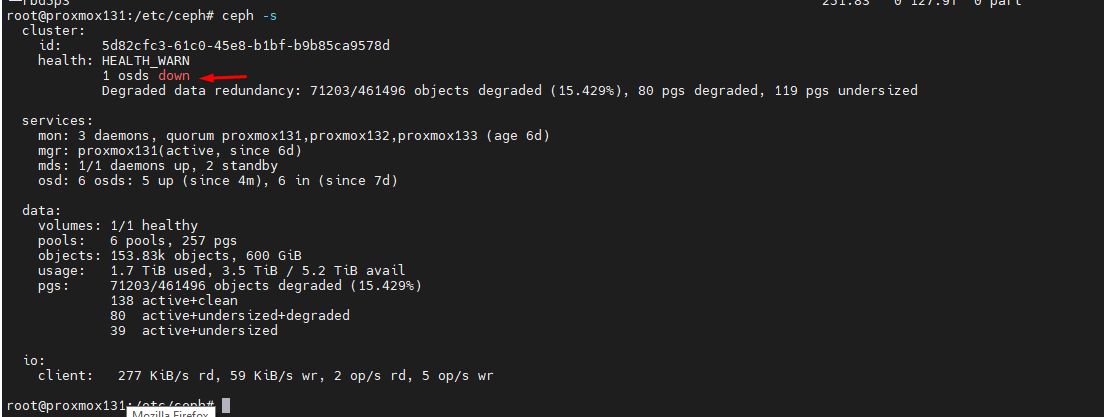 251.83 0 127.9T 0 part
root@proxmox131:/etc/ceph# ceph -s
cluster:
id: 5d82cfc3-61c0-45e8-b1bf-b9b85ca9578d
health: HEALTH_WARN
1 osds down
Degraded data redundancy: 71203/461496 objects degraded (15.429%), 80 pgs degraded, 119 pgs undersized
services:
mon: 3 daemons, quorum proxmox131,proxmox132,proxmox133 (age 6d)
mgr: proxmox131(active, since 6d)
mds: 1/1 daemons up, 2 standby
osd: 6 osds: 5 up (since 4m), 6 in (since 7d)
data:
volumes: 1/1 healthy
pools: 6 pools, 257 pgs
objects: 153.83k objects, 600 GiB
usage: 1.7 TiB used, 3.5 TiB / 5.2 TiB avail
pgs: 71203/461496 objects degraded (15.429%)
138 active+clean
80 active+undersized+degraded
39 active+undersized
io:
client: 277 KiB/s rd, 59 KiB/s wr, 2 op/s rd, 5 op/s wr
root@proxmox131:/etc/ceph#
Mozilla Firefox